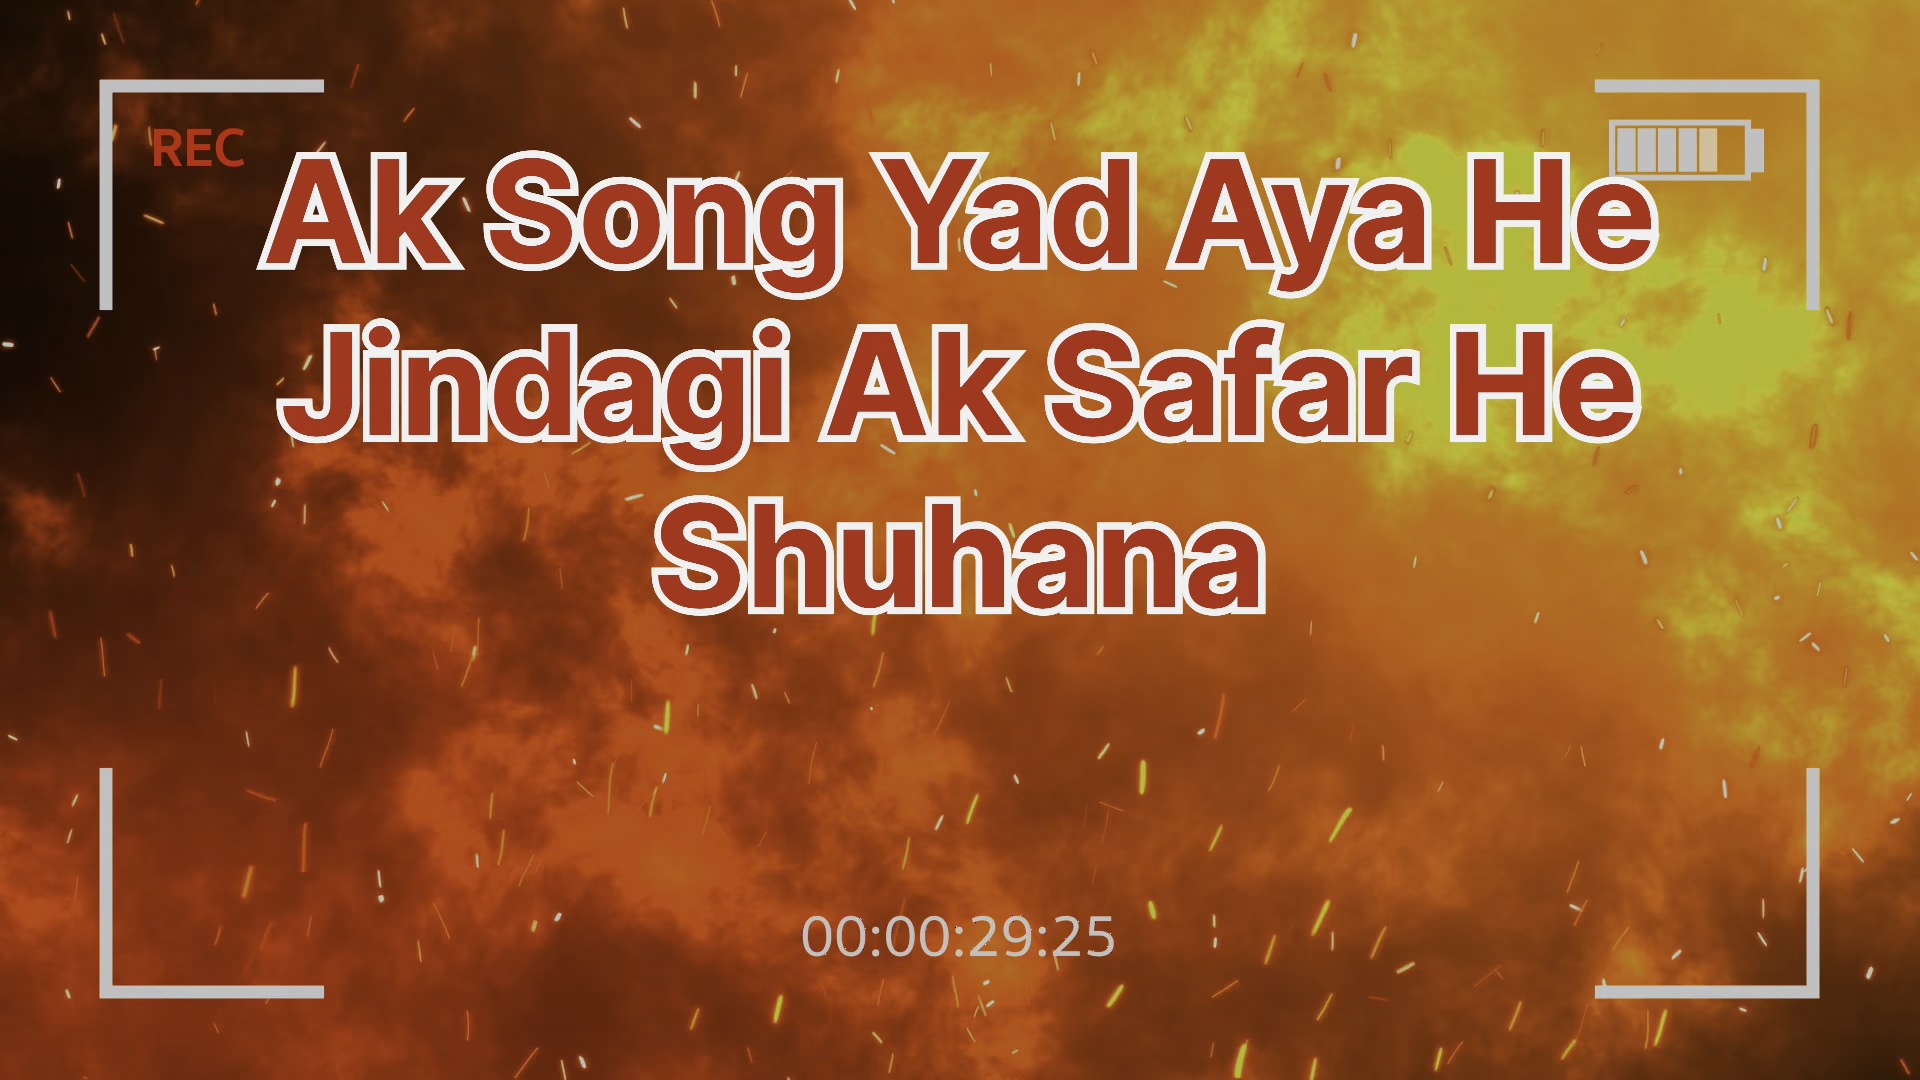 REC
Ak Song Yad Aya He
Jindagi Ak Safar He
Shuhana
00:00:29:25